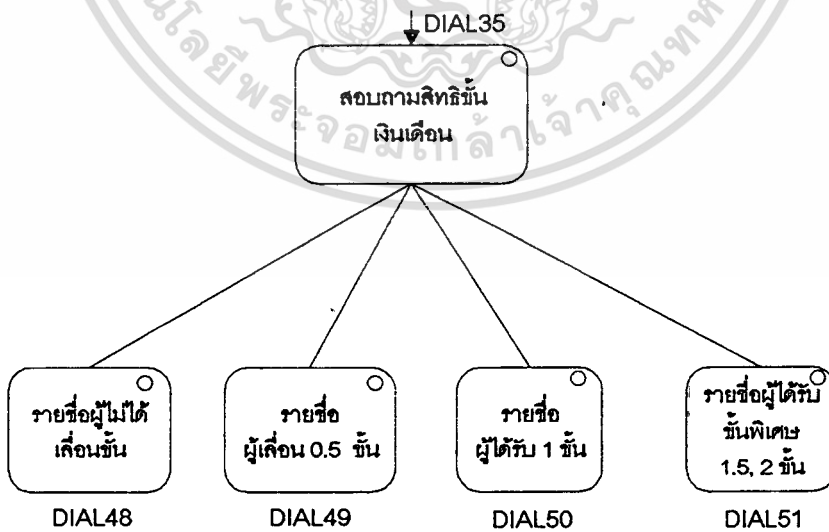 DIAL35
สอบถามสิทธิขั้น
เงินเดือน
รายชื่อผู้ไม่ได้
เลื่อนขั้น
รายชื่อ
ผู้เลื่อน 0.5 ขั้น
รายชื่อ
ผู้ได้รับ 1 ขั้น
รายชื่อผู้ได้รับ
ขั้นพิเศษ
1.5, 2 ขั้น
DIAL48
DIAL49
DIAL50
DIAL51